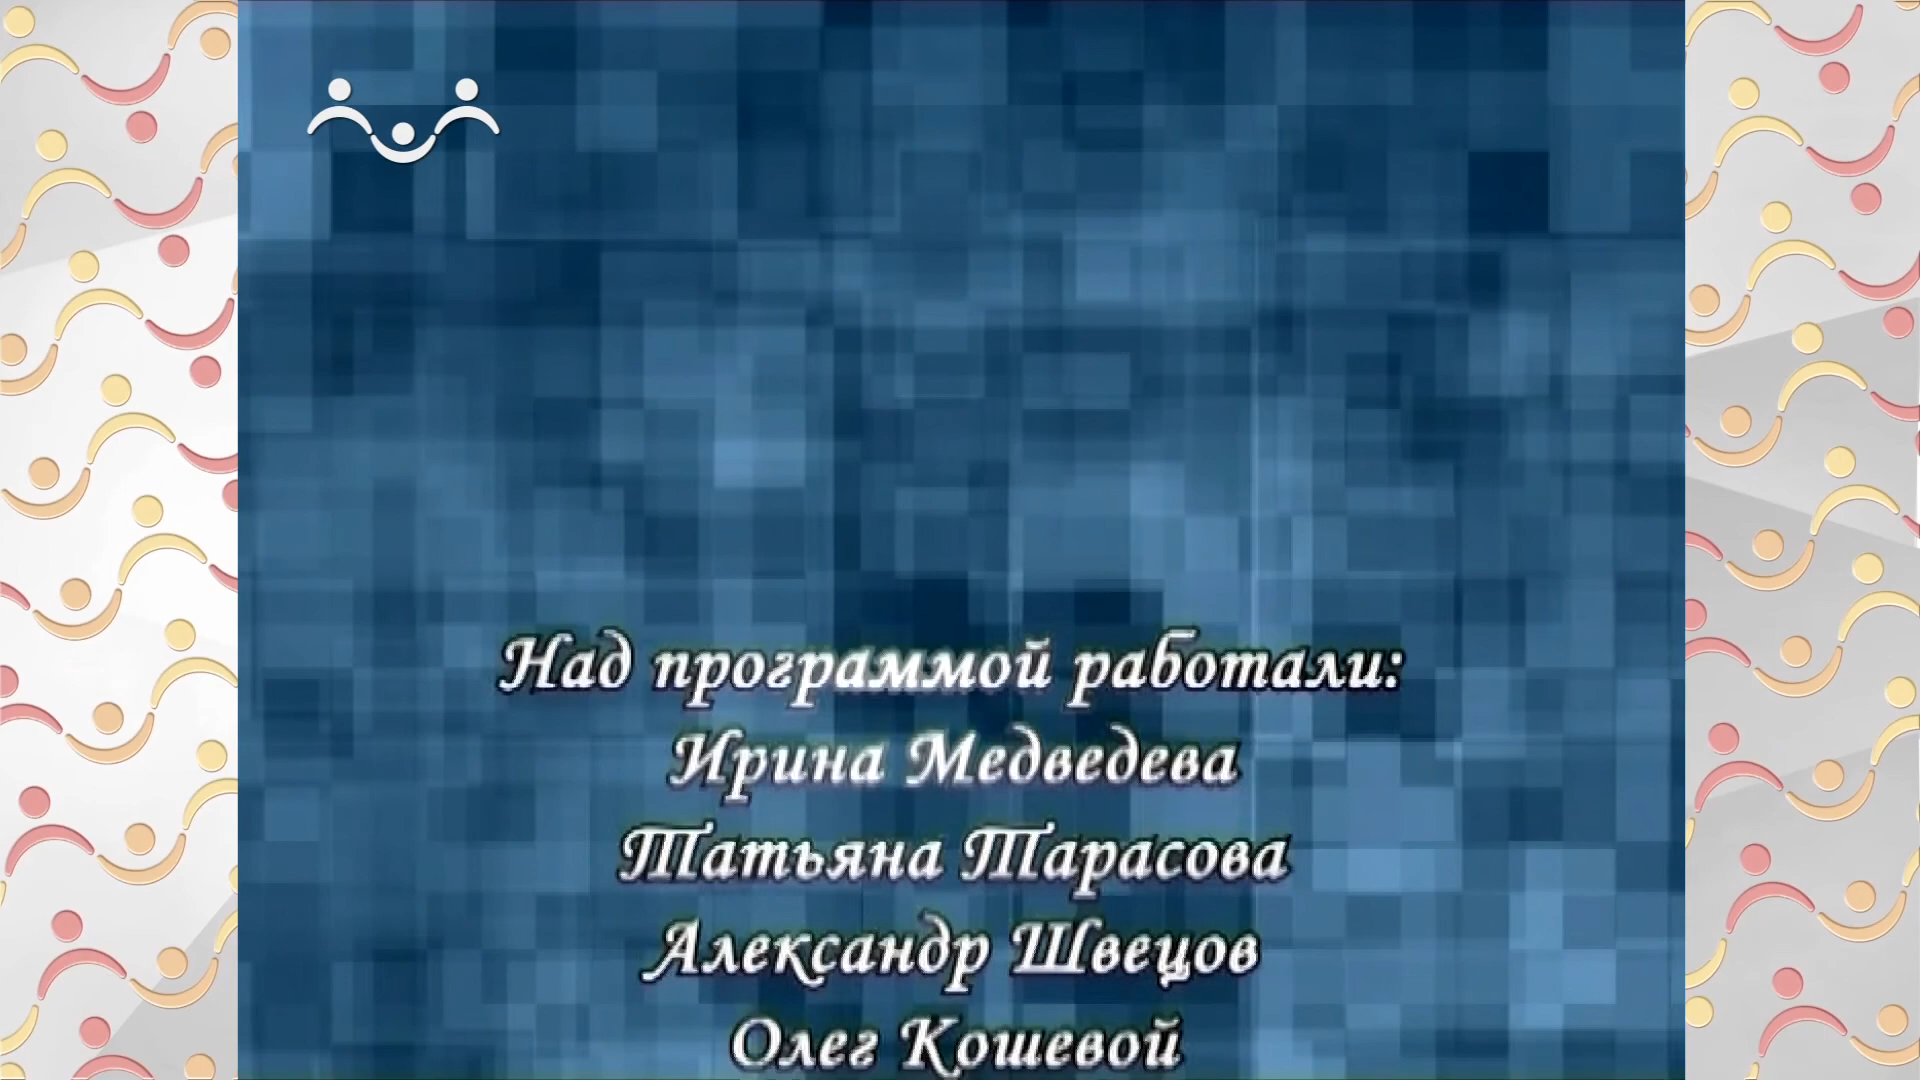 Над программой работали:
Ирина Медведева
Татьяна Тарасова
Александр Швецов
Олег Кошевой